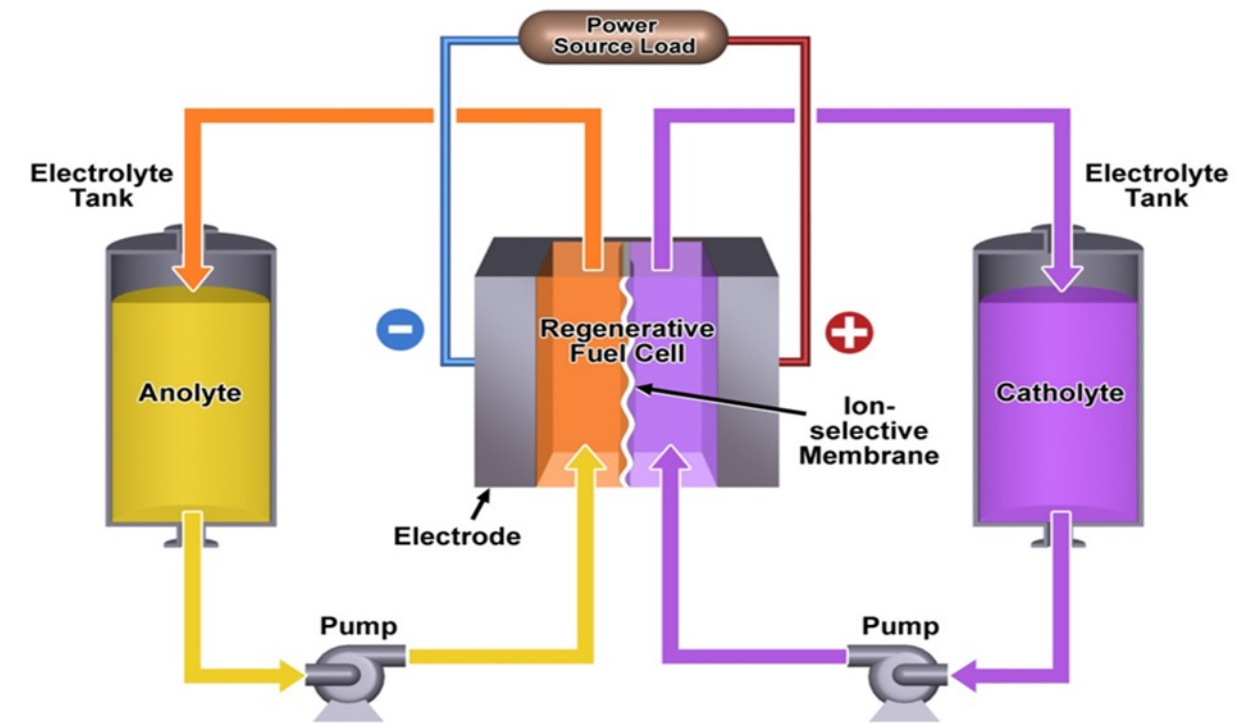 Power
Source Load
Electrolyte
Tank
Electrolyte
Tank
-
+
Regenerative
Fuel Cell
Anolyte
Catholyte
Ion-
selective
Membrane
Electrode
Pump
Pump